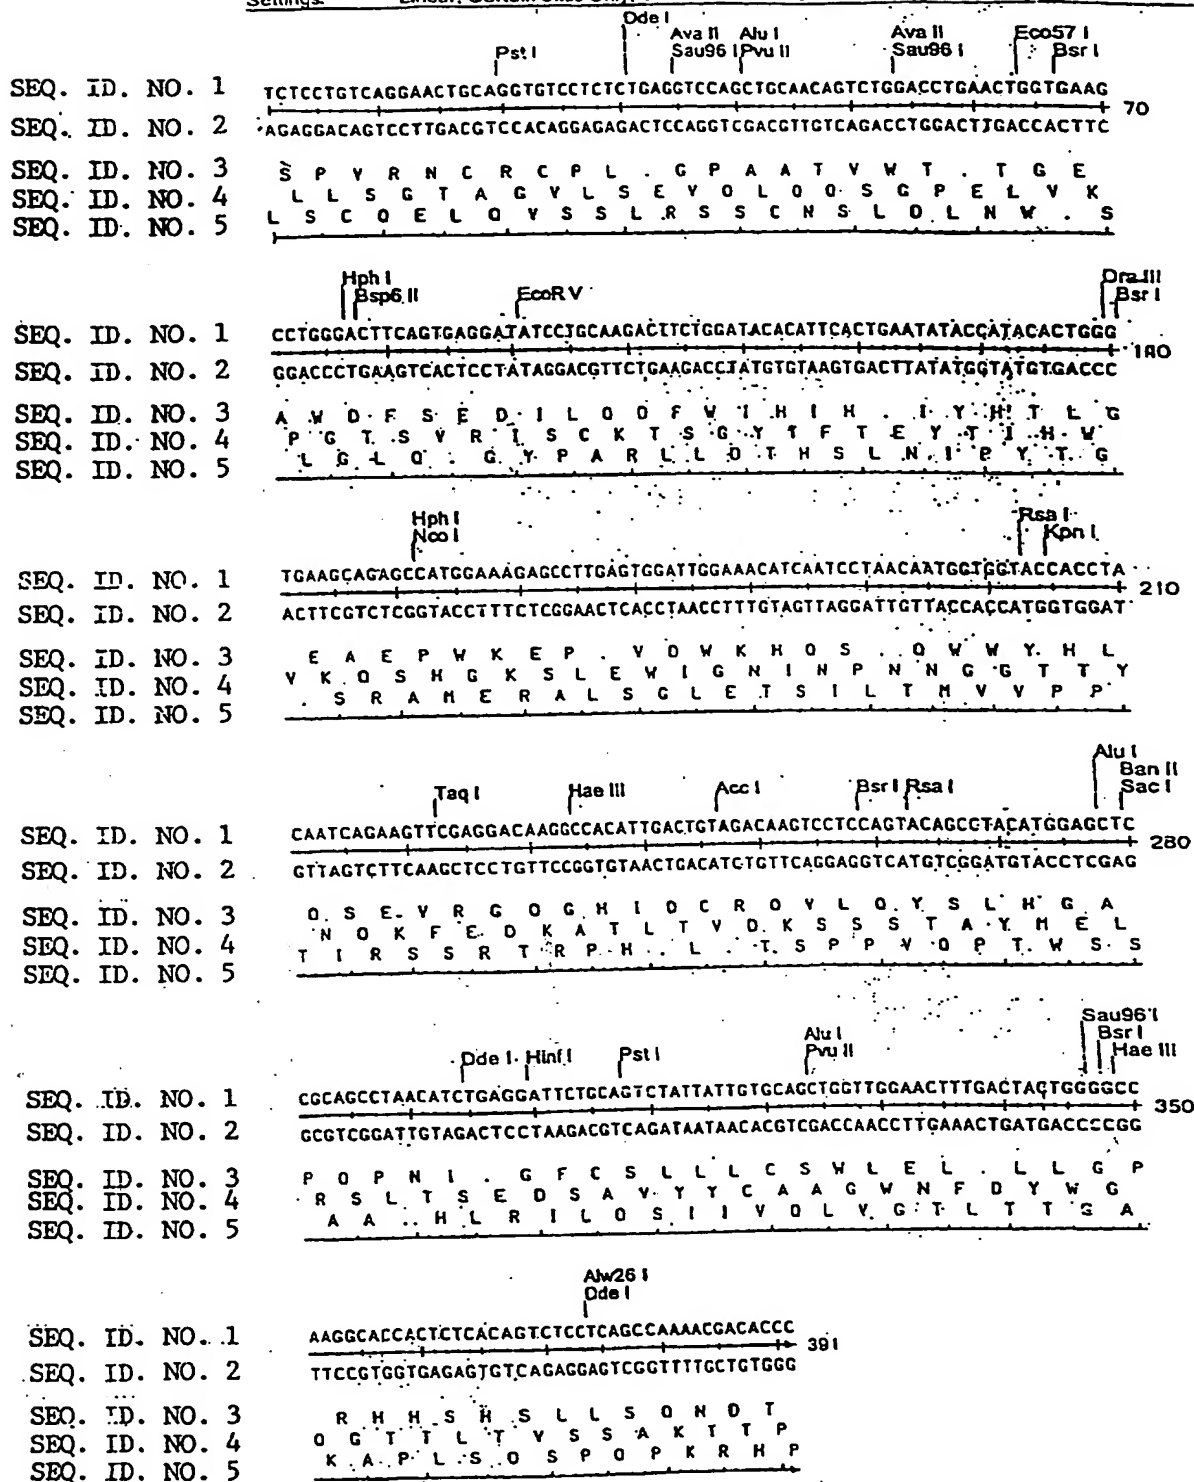 Dde I
Ava II Alu I Ava II Eco57 I
Pst I Sau96 I Pvu II Sau96 I Bsr I
SEQ. ID. NO. 1 TCTCCTGTCAGGAACTGCAGGTGTCCTCTCTGAGGTCCAGCTGCAACAGTCTGGACCTGAACTGGTGAAG 70
SEQ. ID. NO. 2 AGAGGACAGTCCTTGACGTCCACAGGAGAGACTCCAGGTCGACGTTGTCAGACCTGGACTTGACCACTTC
SEQ. ID. NO. 3 S P V R N C R C P L . G P A A T V W T . T G E
SEQ. ID. NO. 4 L L S G T A G V L S E V O L O O S G P E L V K
SEQ. ID. NO. 5 L S C O E L O V S S L R S S C N S L D L N W . S
Hph I Dra III
Bsp6 II EcoR V Bsr I
SEQ. ID. NO. 1 CCTGGGACTTCAGTGAGGATATCCTGCAAGACTTCTGGATACACATTCACTGAATATACCATACACTGGG 140
SEQ. ID. NO. 2 GGACCCTGAAGTCACTCCTATAGGACGTTCTGAAGACCTATGTGTAAGTGACTTATATGGTATGTGACCC
SEQ. ID. NO. 3 A W D F S E D I L O D F W I H I H . I Y H T L G
SEQ. ID. NO. 4 P G T S V R I S C K T S G Y T F T E Y T I H W
SEQ. ID. NO. 5 L G L Q . G Y P A R L L D T H S L N I P Y T G
Hph I Rsa I
Nco I Kpn I
SEQ. ID. NO. 1 TGAAGCAGAGCCATGGAAAGAGCCTTGAGTGGATTGGAAACATCAATCCTAACAATGGTGGTACCACCTA 210
SEQ. ID. NO. 2 ACTTCGTCTCGGTACCTTTCTCGGAACTCACCTAACCTTTGTAGTTAGGATTGTTACCACCATGGTGGAT
SEQ. ID. NO. 3 E A E P W K E P . V D W K H O S . O W W Y H L
SEQ. ID. NO. 4 V K O S H G K S L E W I G N I N P N N G G T T Y
SEQ. ID. NO. 5 . S R A M E R A L S G L E T S I L T M V V P P
Alu I
Ban II
Taq I Hae III Acc I Bsr I Rsa I Sac I
SEQ. ID. NO. 1 CAATCAGAAGTTCGAGGACAAGGCCACATTGACTGTAGACAAGTCCTCCAGTACAGCCTACATGGAGCTC 280
SEQ. ID. NO. 2 GTTAGTCTTCAAGCTCCTGTTCCGGTGTAACTGACATCTGTTCAGGAGGTCATGTCGGATGTACCTCGAG
SEQ. ID. NO. 3 O S E V R G O G H I D C R O V L O Y S L H G A
SEQ. ID. NO. 4 N O K F E D K A T L T V D K S S S T A Y M E L
SEQ. ID. NO. 5 T I R S S R T R P H . L . T S P P V O P T W S S
Sau96 I
Alu I Bsr I
Dde I Hinf I Pst I Pvu II Hae III
SEQ. ID. NO. 1 CGCAGCCTAACATCTGAGGATTCTGCAGTCTATTATTGTGCAGCTGGTTGGAACTTTGACTACTGGGGCC 350
SEQ. ID. NO. 2 GCGTCGGATTGTAGACTCCTAAGACGTCAGATAATAACACGTCGACCAACCTTGAAACTGATGACCCCGG
SEQ. ID. NO. 3 P O P N I . G F C S L L L C S W L E L . L L G P
SEQ. ID. NO. 4 R S L T S E D S A V Y Y C A A G W N F D Y W G
SEQ. ID. NO. 5 A A . H L R I L O S I I V O L V G T L T T G A
Alw26 I
Dde I
SEQ. ID. NO. 1 AAGGCACCACTCTCACAGTCTCCTCAGCCAAAACGACACCC 391
SEQ. ID. NO. 2 TTCCGTGGTGAGAGTGTCAGAGGAGTCGGTTTTGCTGTGGG
SEQ. ID. NO. 3 R H H S H S L L S O N D T
SEQ. ID. NO. 4 O G T T L T V S S A K T T P
SEQ. ID. NO. 5 K A P L S O S P O P K R H P